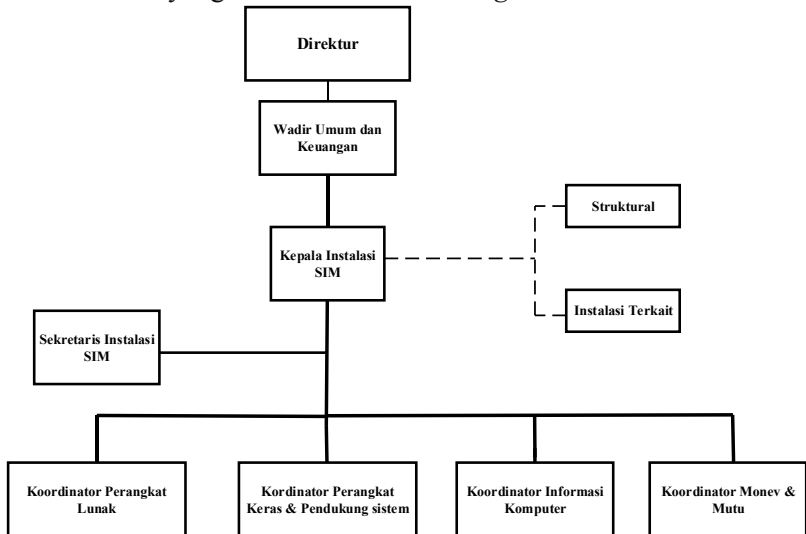 Direktur
Wadir Umum dan
Keuangan
Struktural
Kepala Instalasi
SIM
Instalasi Terkait
Sekretaris Instalasi
SIM
Koordinator Perangkat
Lunak
Kordinator Perangkat
Keras & Pendukung sistem
Koordinator Informasi
Komputer
Koordinator Monev &
Mutu